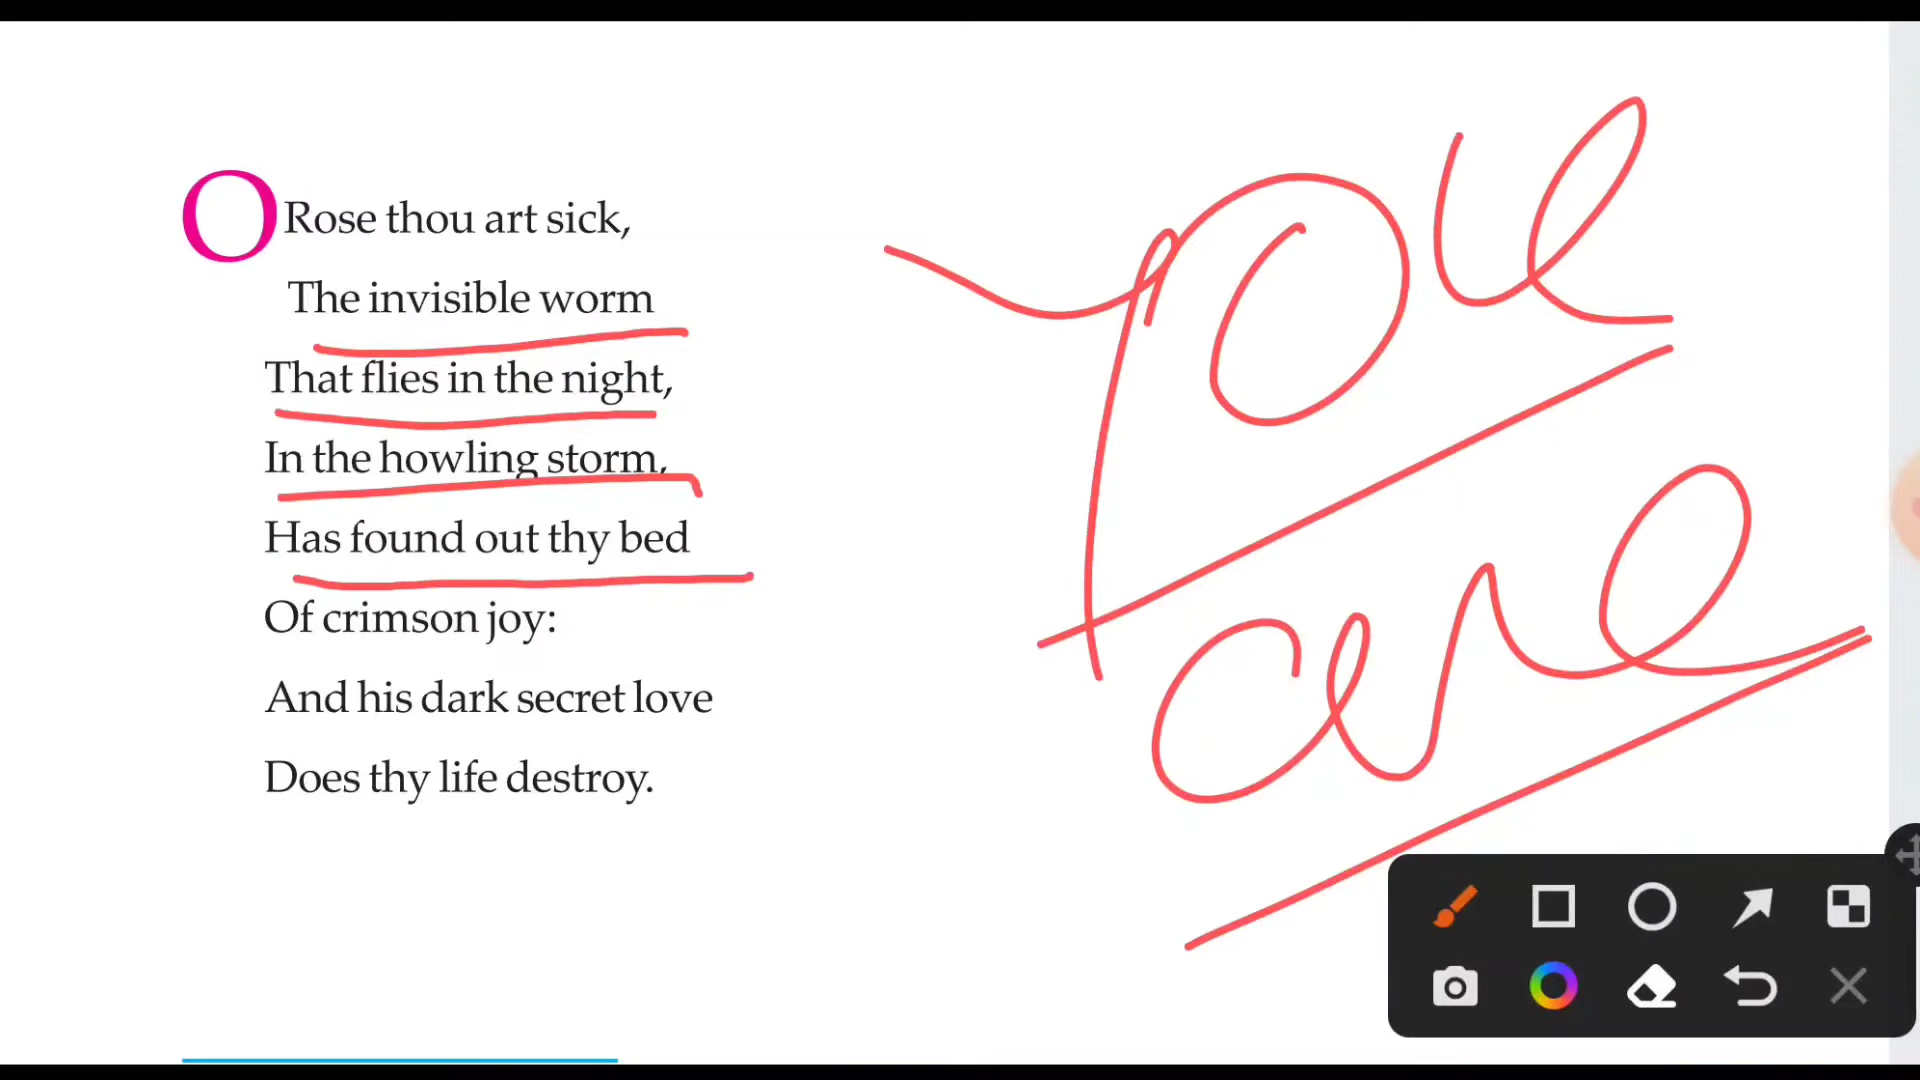 O Rose thou art sick,
The invisible worm
That flies in the night,
In the howling storm,
Has found out thy bed
Of crimson joy:
And his dark secret love
Does thy life destroy.
are